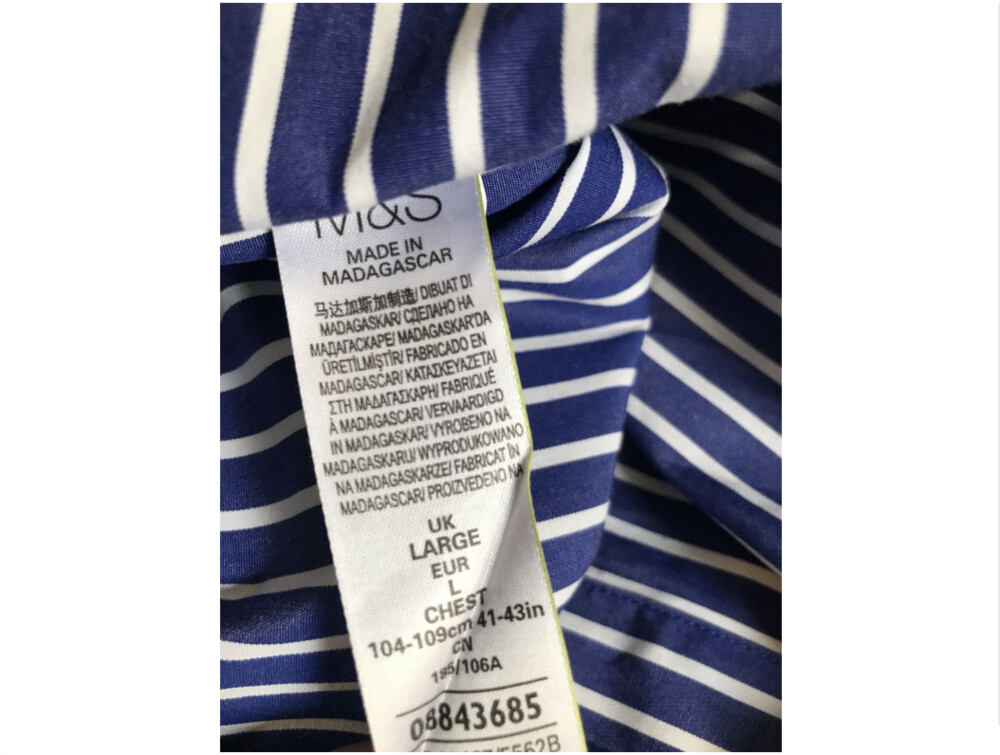 M&S
MADE IN
MADAGASCAR
马达加斯加制造/ DIBUAT DI
MADAGASKAR/ СДЕЛАНО НА
МАДАГАСКАРЕ/ MADAGASKAR'DA
ÜRETİLMİŞTİR/ FABRICADO EN
MADAGASCAR/ ΚΑΤΑΣΚΕΥΑΖΕΤΑΙ
ΣΤΗ ΜΑΔΑΓΑΣΚΑΡΗ/ FABRIQUÉ
À MADAGASCAR/ VERVAARDIGD
IN MADAGASKAR/ VYROBENO NA
MADAGASKARU/ WYPRODUKOWANO
NA MADAGASKARZE/ FABRICAT ÎN
MADAGASCAR/ PROIZVEDENO NA
UK
LARGE
EUR
L
CHEST
104-109cm 41-43in
CN
/106A
08843685
/5562B